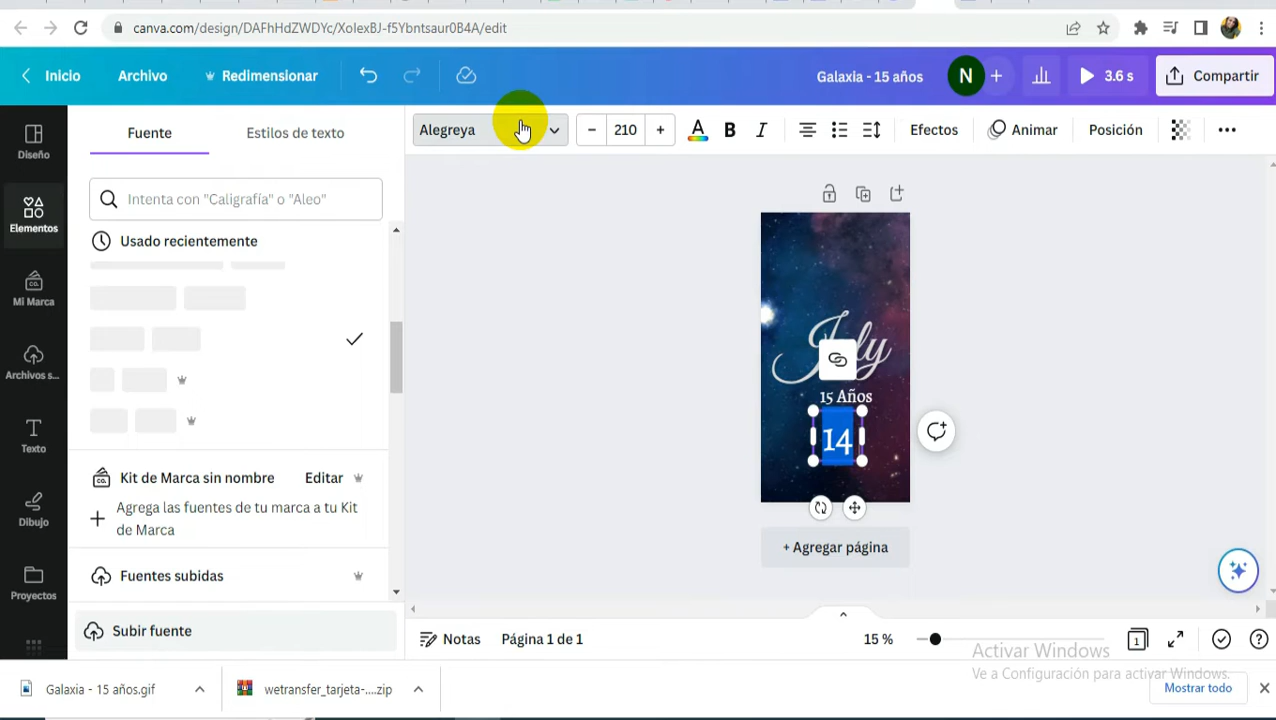 canva.com/design/DAFhHdZWDYc/XolexBJ-f5Ybntsaur0B4A/edit
Inicio
Archivo
Redimensionar
Galaxia - 15 años
N
3.6 s
Compartir
Diseño
Elementos
Mi Marca
Archivos s...
Texto
Dibujo
Proyectos
Fuente
Estilos de texto
Intenta con "Caligrafía" o "Aleo"
Usado recientemente
Kit de Marca sin nombre
Editar
Agrega las fuentes de tu marca a tu Kit
de Marca
Fuentes subidas
Subir fuente
Alegreya
210
A
B
I
Efectos
Animar
Posición
July
15 Años
14
+ Agregar página
Notas
Página 1 de 1
15 %
1
Activar Windows
Ve a Configuración para activar Windows.
Galaxia - 15 años.gif
wetransfer_tarjeta-....zip
Mostrar todo